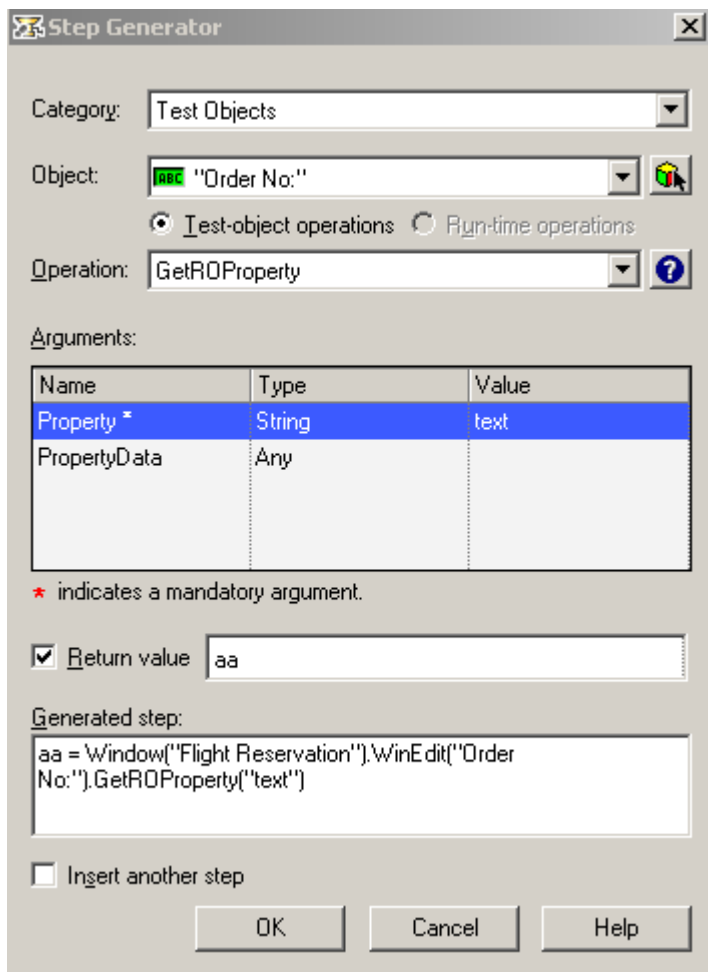 Step Generator
Category: Test Objects
Object: ABC "Order No:"
Test-object operations Run-time operations
Operation: GetROProperty ?
Arguments:
Name Type Value
Property * String text
PropertyData Any
* indicates a mandatory argument.
Return value aa
Generated step:
aa = Window("Flight Reservation").WinEdit("Order
No:").GetROProperty("text")
Insert another step
OK Cancel Help